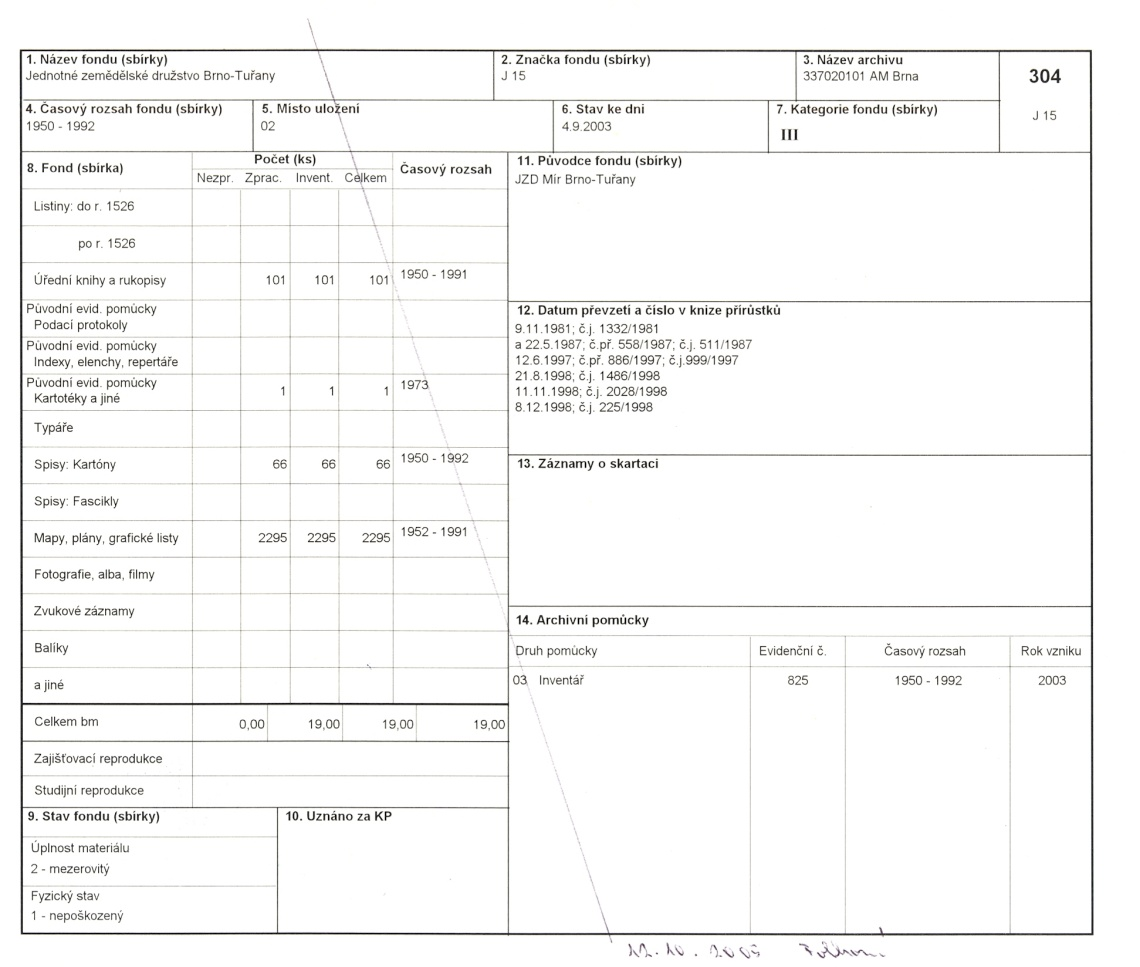 1. Název fondu (sbírky)
Jednotné zemědělské družstvo Brno-Tuřany
2. Značka fondu (sbírky)
J 15
3. Název archivu
337020101 AM Brna
304
J 15
4. Časový rozsah fondu (sbírky)
1950 - 1992
5. Místo uložení
02
6. Stav ke dni
4.9.2003
7. Kategorie fondu (sbírky)
III
8. Fond (sbírka)
Počet (ks)
Časový rozsah
Nezpr. Zprac. Invent. Celkem
Listiny: do r. 1526
po r. 1526
Úřední knihy a rukopisy 101 101 101 1950 - 1991
Původní evid. pomůcky
Podací protokoly
Původní evid. pomůcky
Indexy, elenchy, repertáře
Původní evid. pomůcky
Kartotéky a jiné 1 1 1 1973
Typáře
Spisy: Kartóny 66 66 66 1950 - 1992
Spisy: Fascikly
Mapy, plány, grafické listy 2295 2295 2295 1952 - 1991
Fotografie, alba, filmy
Zvukové záznamy
Balíky
a jiné
Celkem bm 0,00 19,00 19,00 19,00
Zajišťovací reprodukce
Studijní reprodukce
9. Stav fondu (sbírky)
Úplnost materiálu
2 - mezerovitý
Fyzický stav
1 - nepoškozený
10. Uznáno za KP
11. Původce fondu (sbírky)
JZD Mír Brno-Tuřany
12. Datum převzetí a číslo v knize přírůstků
9.11.1981; č.j. 1332/1981
a 22.5.1987; č.př. 558/1987; č.j. 511/1987
12.6.1997; č.př. 886/1997; č.j.999/1997
21.8.1998; č.j. 1486/1998
11.11.1998; č.j. 2028/1998
8.12.1998; č.j. 225/1998
13. Záznamy o skartaci
14. Archivní pomůcky
Druh pomůcky Evidenční č. Časový rozsah Rok vzniku
03 Inventář 825 1950 - 1992 2003
12.10.2005